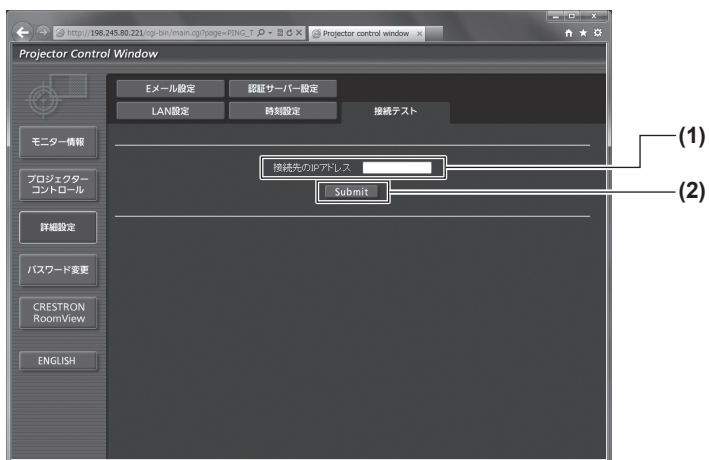 http://198.245.80.221/cgi-bin/main.cgi?page=PING_T
Projector control window
Projector Control Window
Eメール設定
認証サーバー設定
LAN設定
時刻設定
接続テスト
モニター情報
プロジェクター
コントロール
詳細設定
パスワード変更
CRESTRON
RoomView
ENGLISH
接続先のIPアドレス
Submit
(1)
(2)